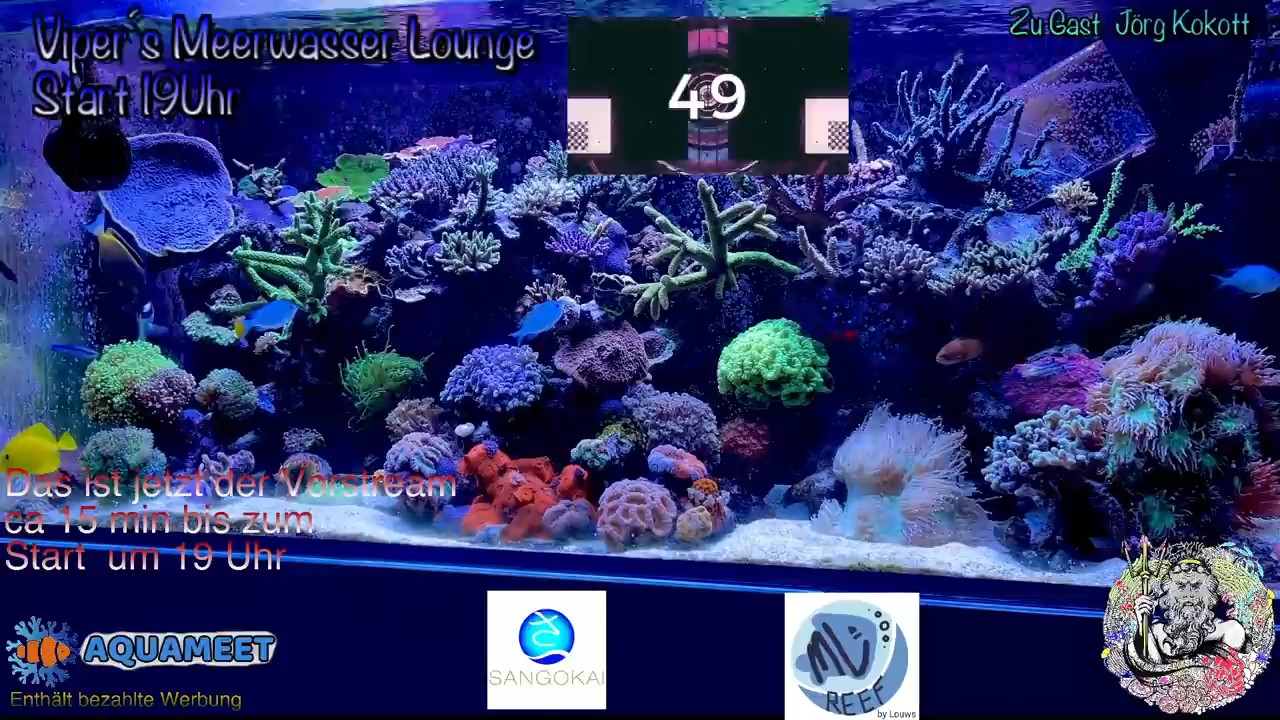 Viper´s Meerwasser Lounge
Start 19Uhr
49
Zu Gast Jörg Kokott
Das ist jetzt der Vorstream
ca 15 min bis zum
Start um 19 Uhr
AQUAMEET
Enthält bezahlte Werbung
SANGOKAI
ML
REEF
by Louws